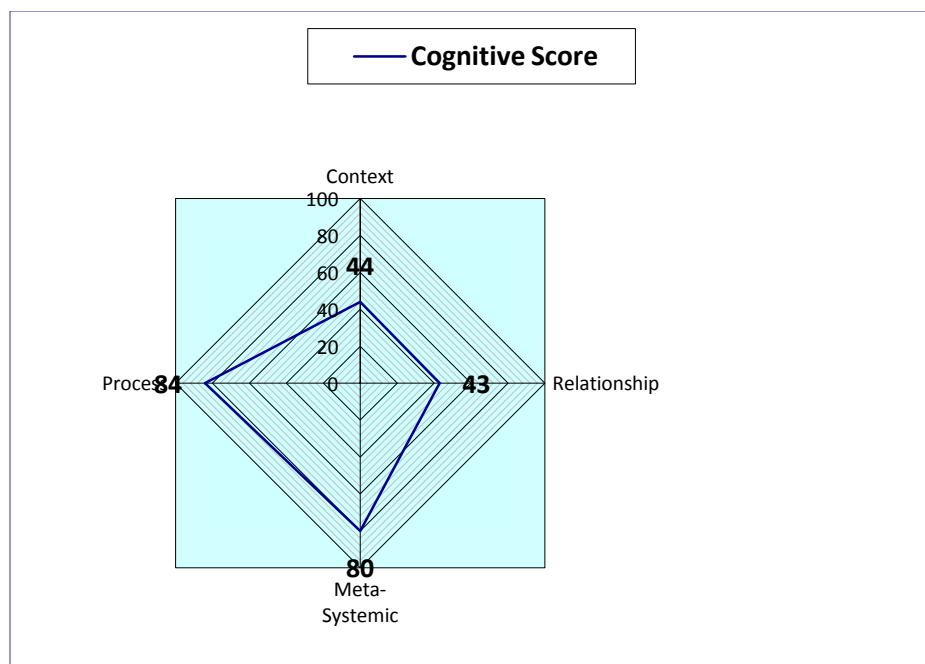 Cognitive Score
Context
100
80
44
60
40
20
Process
84
0
43
Relationship
80
Meta-
Systemic